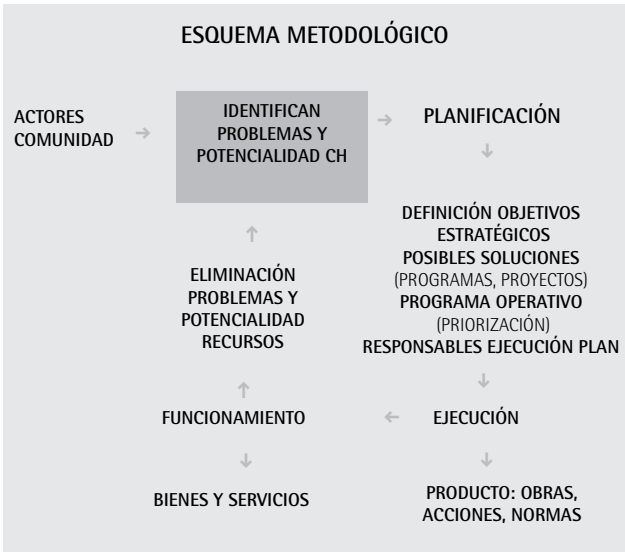 ESQUEMA METODOLÓGICO
ACTORES
COMUNIDAD
IDENTIFICAN
PROBLEMAS Y
POTENCIALIDAD CH
PLANIFICACIÓN
DEFINICIÓN OBJETIVOS
ESTRATÉGICOS
POSIBLES SOLUCIONES
(PROGRAMAS, PROYECTOS)
PROGRAMA OPERATIVO
(PRIORIZACIÓN)
RESPONSABLES EJECUCIÓN PLAN
ELIMINACIÓN
PROBLEMAS Y
POTENCIALIDAD
RECURSOS
FUNCIONAMIENTO
EJECUCIÓN
BIENES Y SERVICIOS
PRODUCTO: OBRAS,
ACCIONES, NORMAS